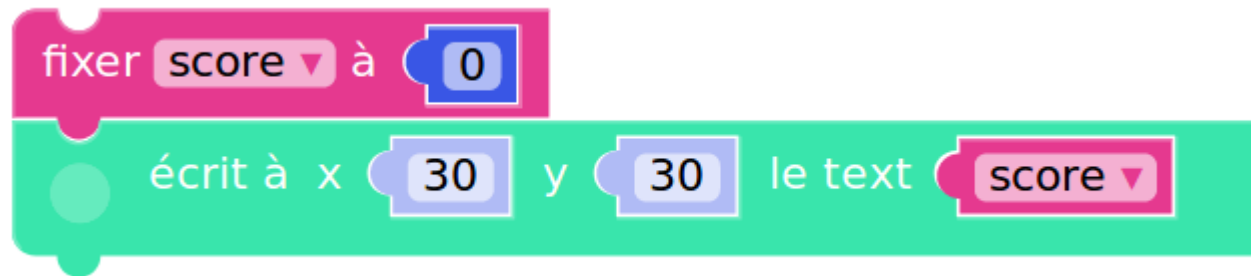 fixer score ▼ à 0
écrit à x 30 y 30 le text score ▼